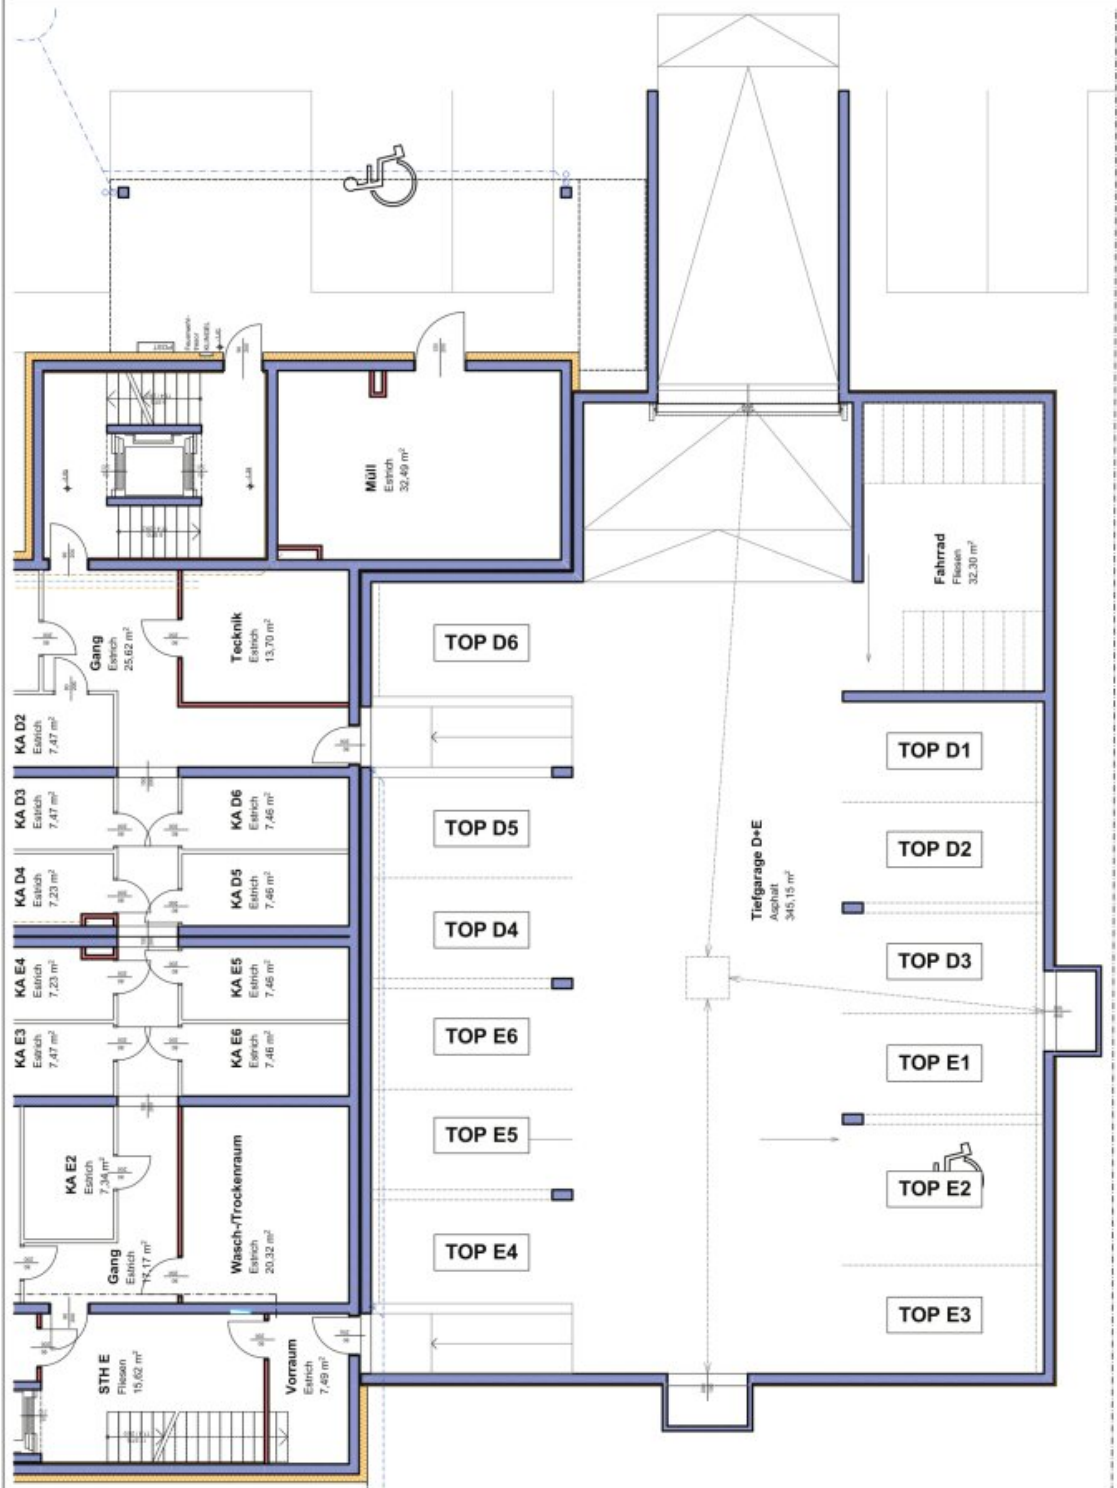 POST
Müll
Estrich
32,49 m²
Fahrrad
Fliesen
32,30 m²
Gang
Estrich
25,62 m²
Tecknik
Estrich
13,70 m²
TOP D6
KA D2
Estrich
7,47 m²
TOP D1
KA D3
Estrich
7,47 m²
KA D6
Estrich
7,46 m²
TOP D5
TOP D2
Tiefgarage D+E
Asphalt
345,15 m²
KA D4
Estrich
7,23 m²
KA D5
Estrich
7,46 m²
TOP D4
TOP D3
KA E4
Estrich
7,23 m²
KA E5
Estrich
7,46 m²
TOP E6
TOP E1
KA E3
Estrich
7,47 m²
KA E6
Estrich
7,46 m²
TOP E5
KA E2
Estrich
7,34 m²
Wasch-/Trockenraum
Estrich
20,32 m²
TOP E2
Gang
Estrich
17,17 m²
TOP E4
TOP E3
STH E
Fliesen
15,62 m²
Vorraum
Estrich
7,49 m²